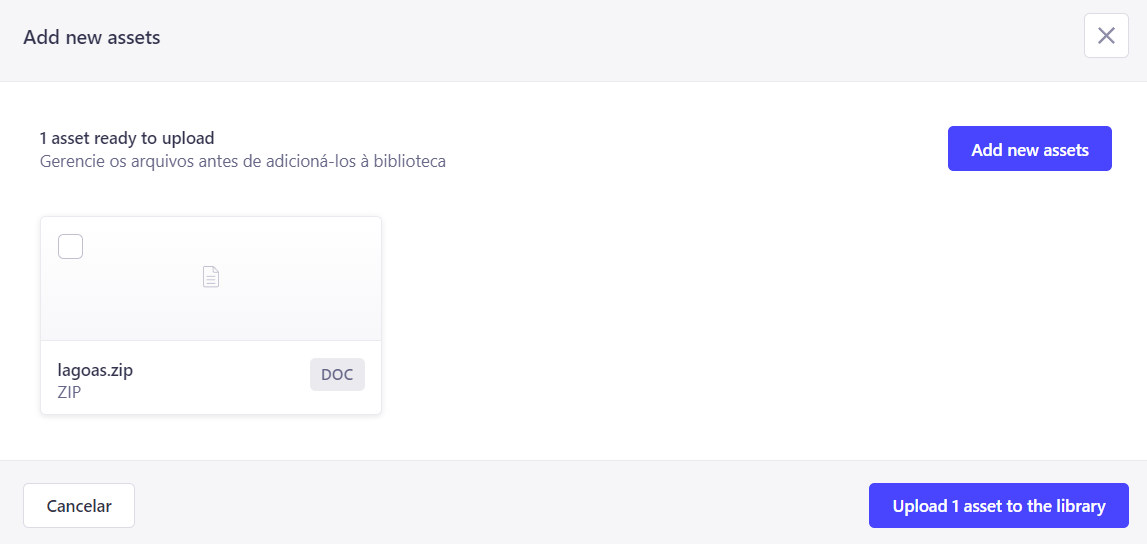 Add new assets
1 asset ready to upload
Gerencie os arquivos antes de adicioná-los à biblioteca
Add new assets
lagoas.zip
ZIP
DOC
Cancelar
Upload 1 asset to the library